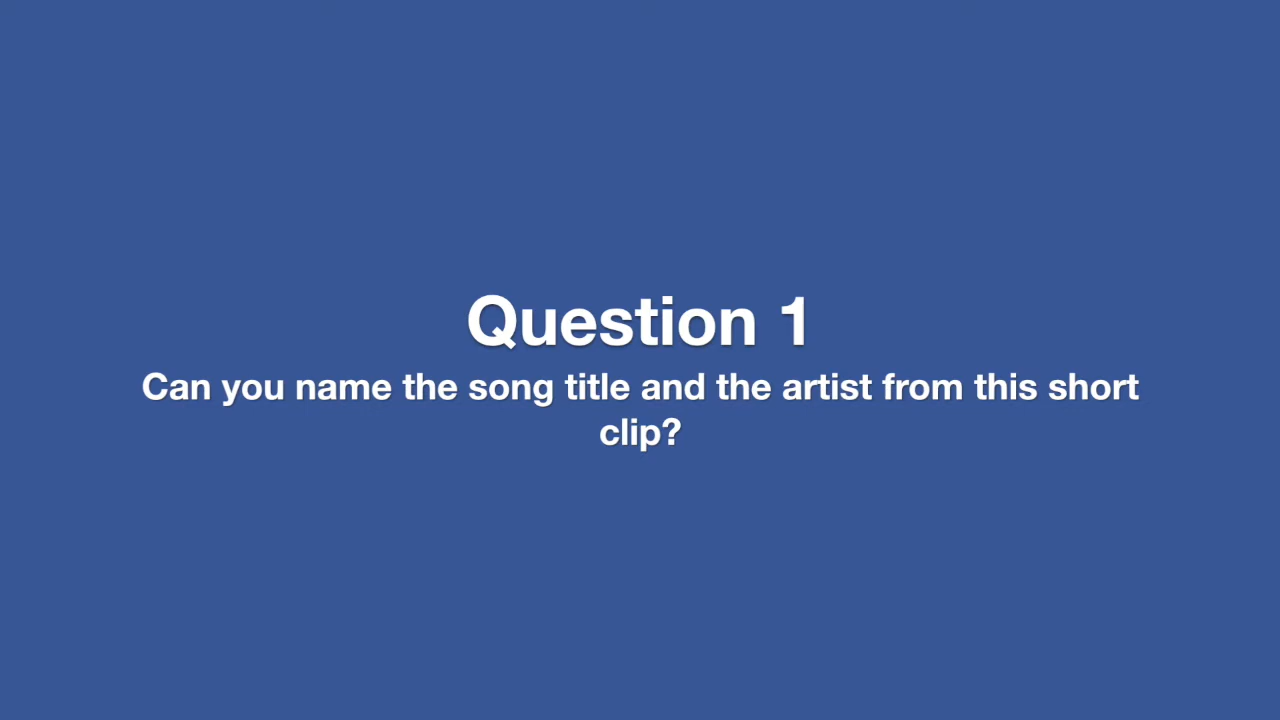 Question 1
Can you name the song title and the artist from this short
clip?